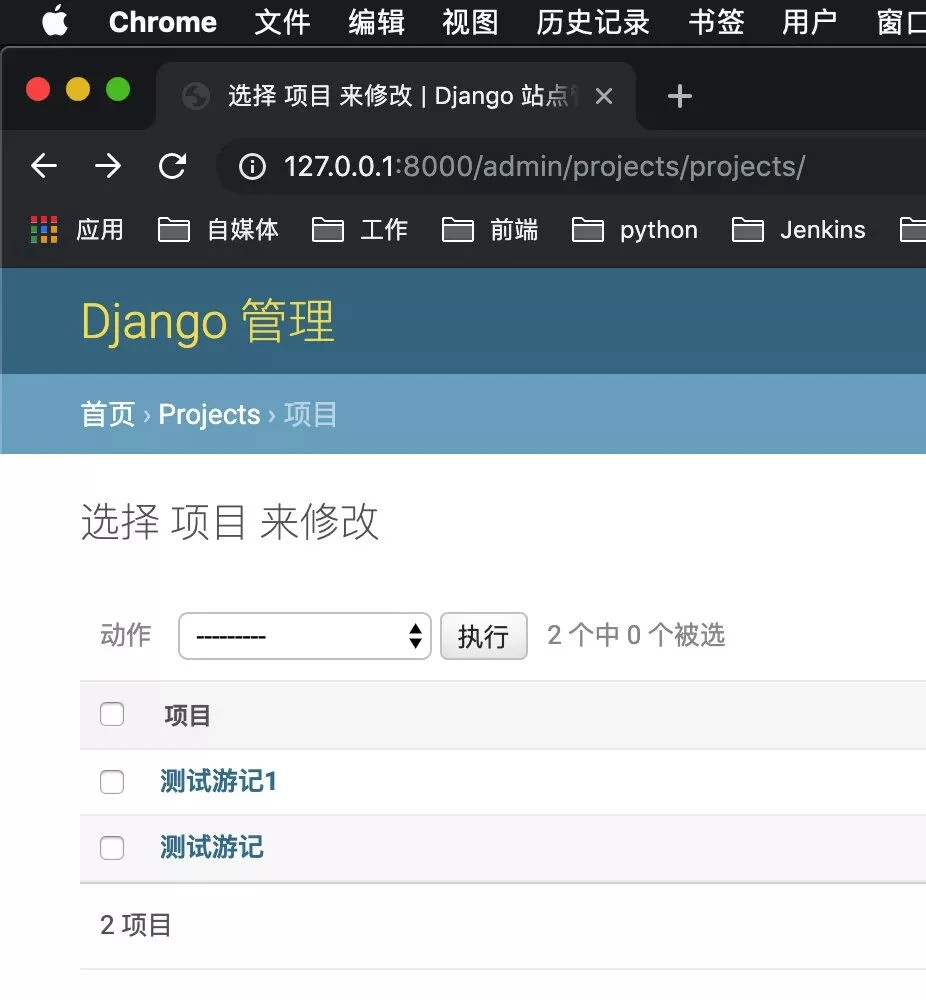 Chrome 文件 编辑 视图 历史记录 书签 用户 窗口
选择 项目 来修改 | Django 站点
127.0.0.1:8000/admin/projects/projects/
应用 自媒体 工作 前端 python Jenkins
Django 管理
首页 › Projects › 项目
选择 项目 来修改
动作 --------- 执行 2 个中 0 个被选
项目
测试游记1
测试游记
2 项目